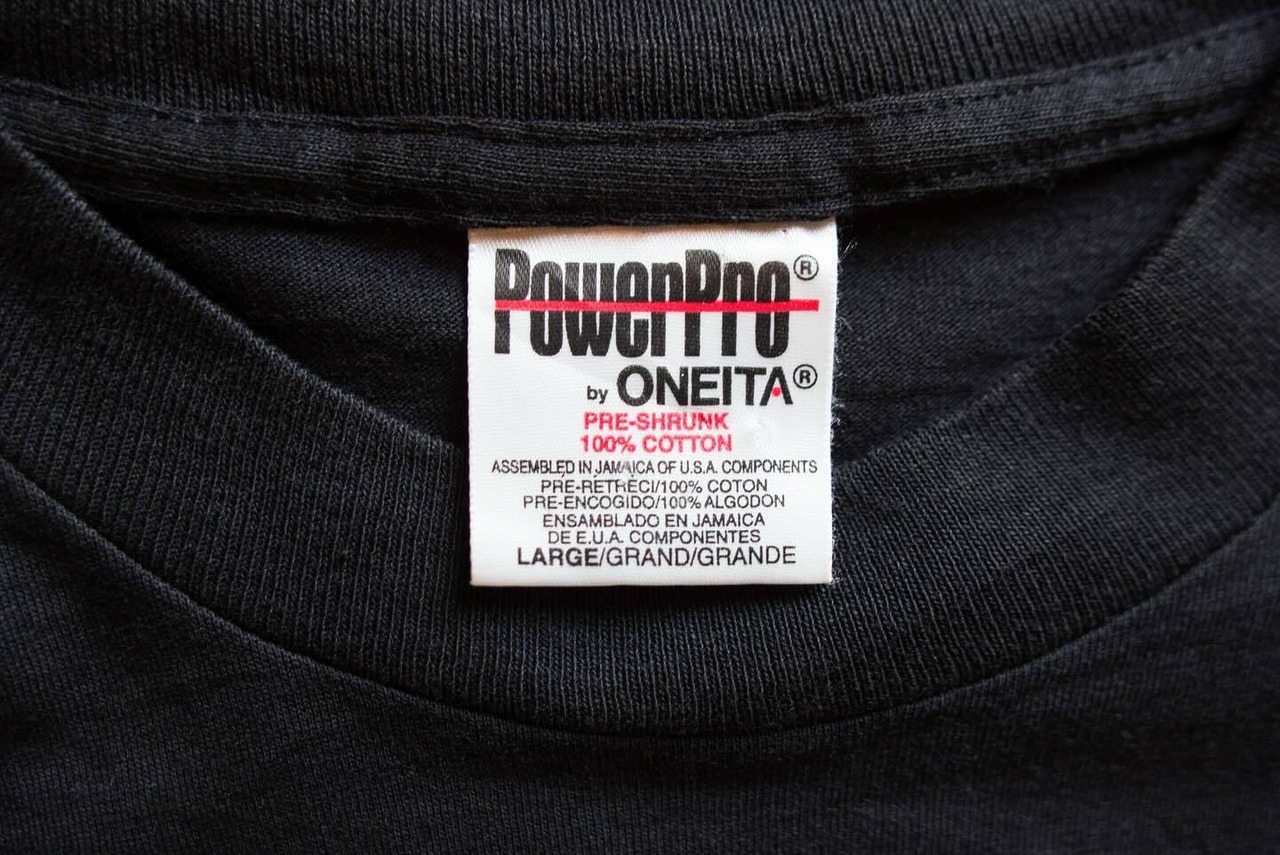 PowerPro®
by ONEITA®
PRE-SHRUNK
100% COTTON
ASSEMBLED IN JAMAICA OF U.S.A. COMPONENTS
PRE-RETRECI/100% COTON
PRE-ENCOGIDO/100% ALGODON
ENSAMBLADO EN JAMAICA
DE E.U.A. COMPONENTES
LARGE/GRAND/GRANDE